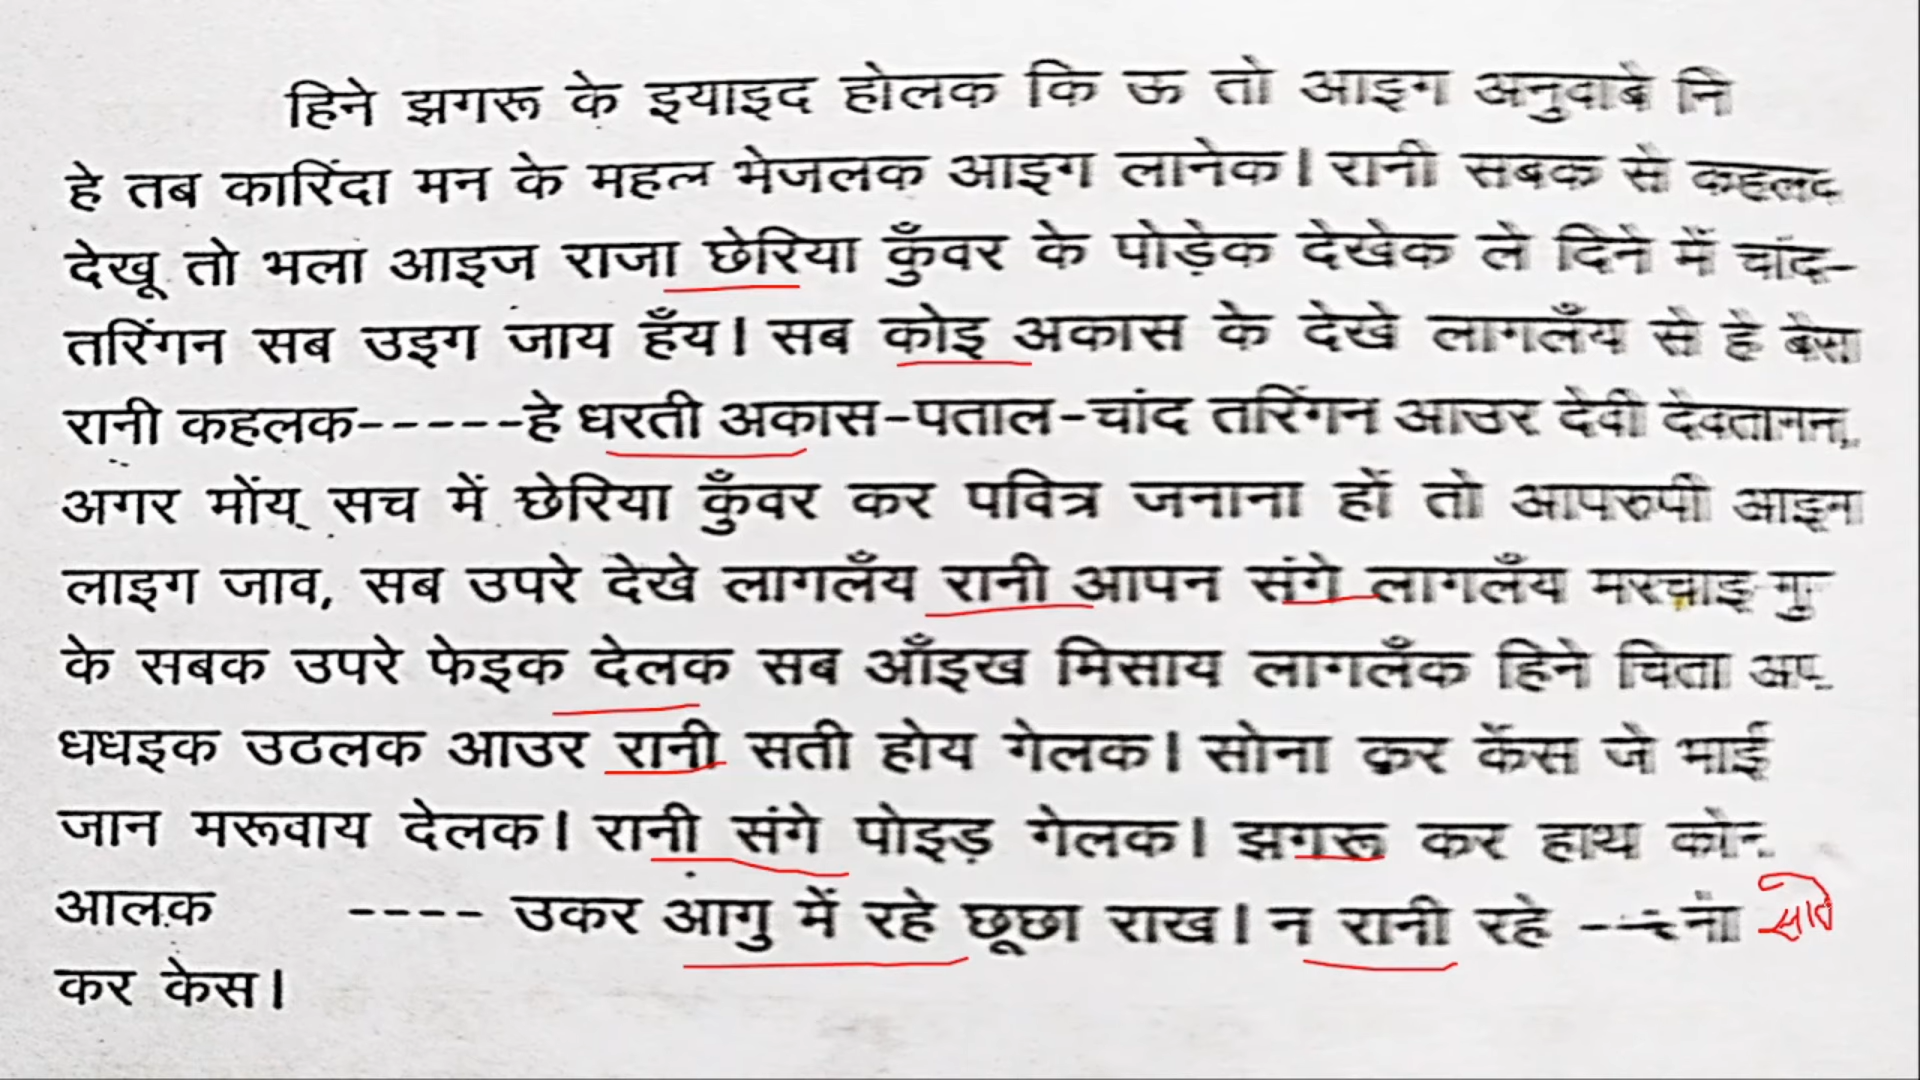 हिने झगरू के इयाइद होलक कि ऊ तो आइग अनुवाबे नि
हे तब कारिंदा मन के महल भेजलक आइग लानेक। रानी सबक से कहलक
देखू तो भला आइज राजा छेरिया कुँवर के पोड़ेक देखेक ले दिने में चांद-
तरिंगन सब उइग जाय हँय। सब कोइ अकास के देखे लागलँय से हे बेस
रानी कहलक-----हे धरती अकास-पताल-चांद तरिंगन आउर देवी देवतागन,
अगर मोंय् सच में छेरिया कुँवर कर पवित्र जनाना हों तो आपरुपी आइग
लाइग जाव, सब उपरे देखे लागलँय रानी आपन संगे लागलँय मरचाइ गु
के सबक उपरे फेइक देलक सब आँइख मिसाय लागलँक हिने चिता अप
धधइक उठलक आउर रानी सती होय गेलक। सोना कर केंस जे भाई
जान मरूवाय देलक। रानी संगे पोइड़ गेलक। झगरू कर हाथ कोन
आलक ---- उकर आगु में रहे छूछा राख। न रानी रहे --- ना
कर केस।